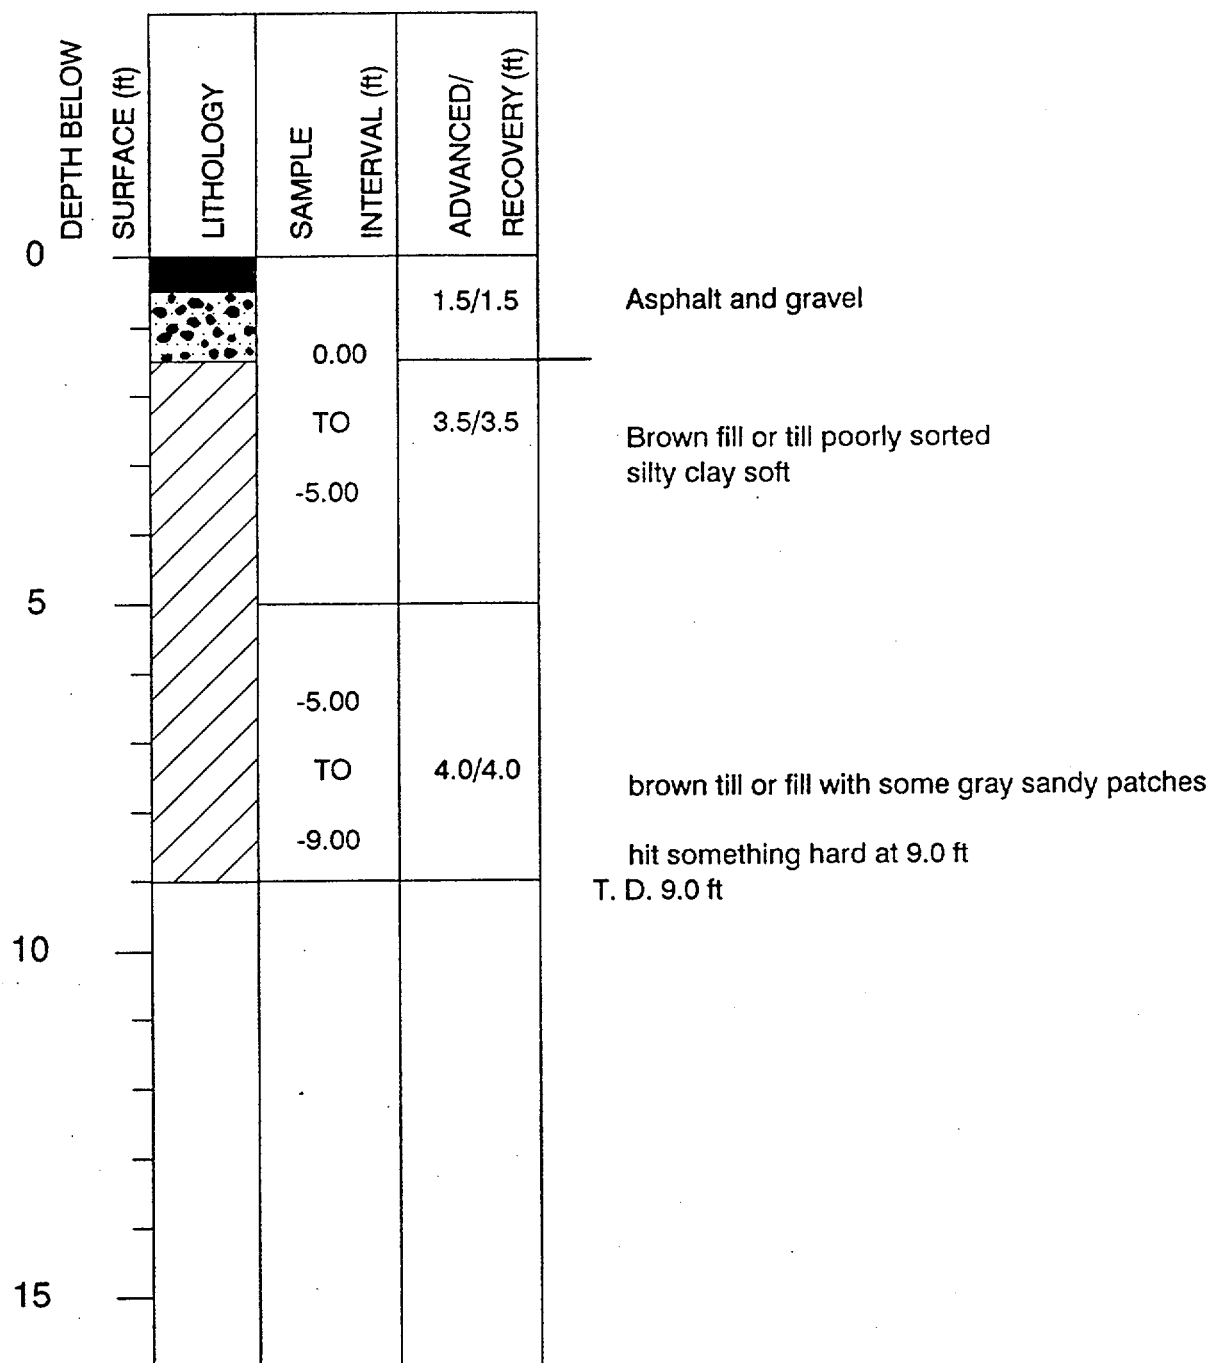 DEPTH BELOW
SURFACE (ft)
LITHOLOGY
SAMPLE
INTERVAL (ft)
ADVANCED/
RECOVERY (ft)
0
1.5/1.5
Asphalt and gravel
0.00
TO
3.5/3.5
Brown fill or till poorly sorted
silty clay soft
-5.00
5
-5.00
TO
4.0/4.0
brown till or fill with some gray sandy patches
-9.00
hit something hard at 9.0 ft
T. D. 9.0 ft
10
15